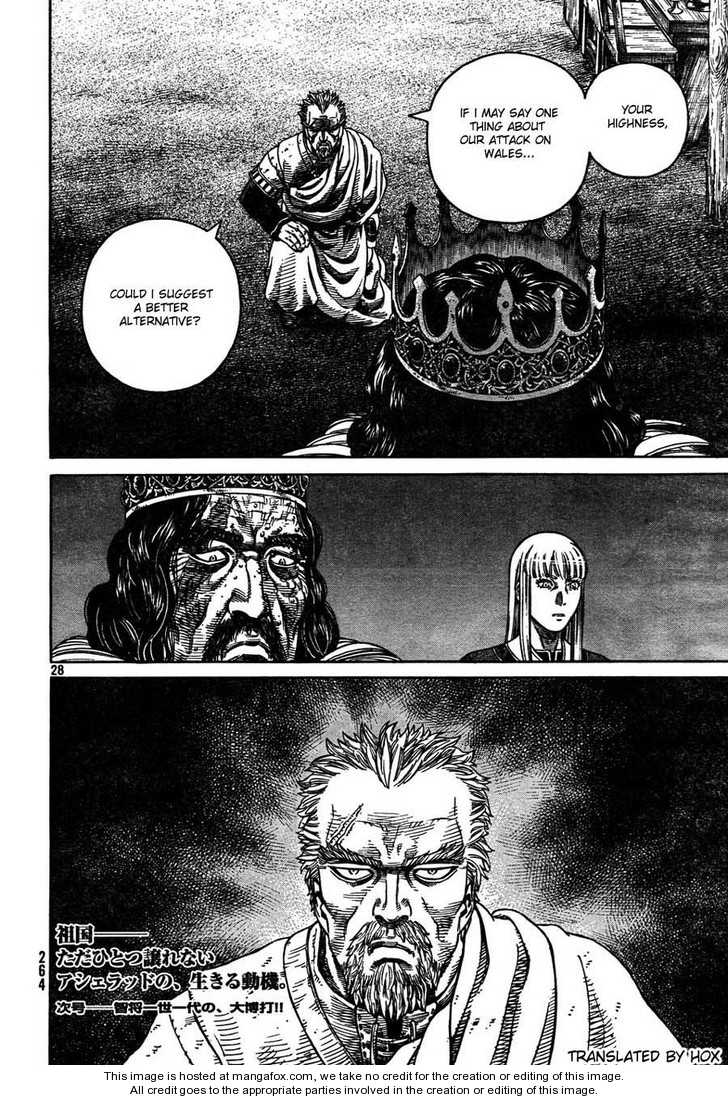 YOUR
HIGHNESS,
IF I MAY SAY ONE
THING ABOUT
OUR ATTACK ON
WALES...
COULD I SUGGEST
A BETTER
ALTERNATIVE?
28
祖国───
ただひとつ譲れない
アシェラッドの、生きる動機。
次号──智将一世一代の、大博打!!
264
TRANSLATED BY HOX
This image is hosted at mangafox.com, we take no credit for the creation or editing of this image.
All credit goes to the appropriate parties involved in the creation or editing of this image.